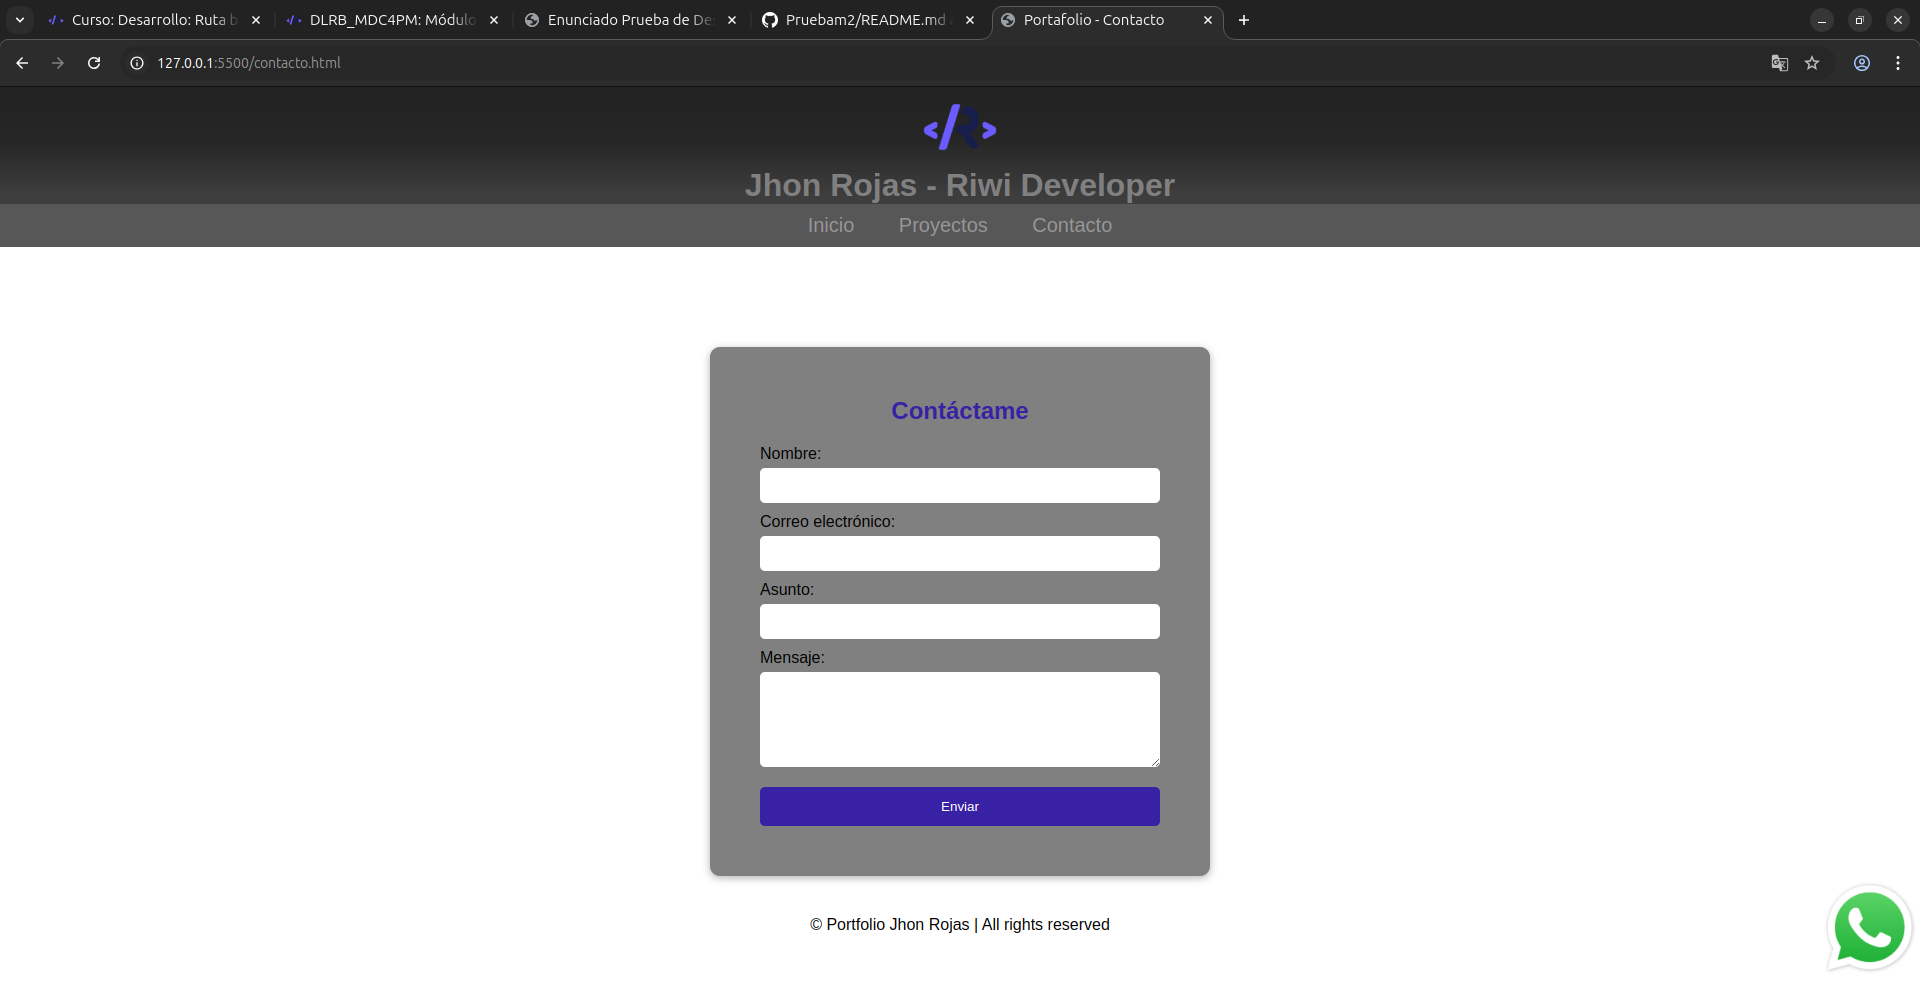 Curso: Desarrollo: Ruta b
DLRB_MDC4PM: Módulo
Enunciado Prueba de De
Pruebam2/README.md
Portafolio - Contacto
127.0.0.1:5500/contacto.html
</R>
Jhon Rojas - Riwi Developer
Inicio Proyectos Contacto
Contáctame
Nombre:
Correo electrónico:
Asunto:
Mensaje:
Enviar
© Portfolio Jhon Rojas | All rights reserved